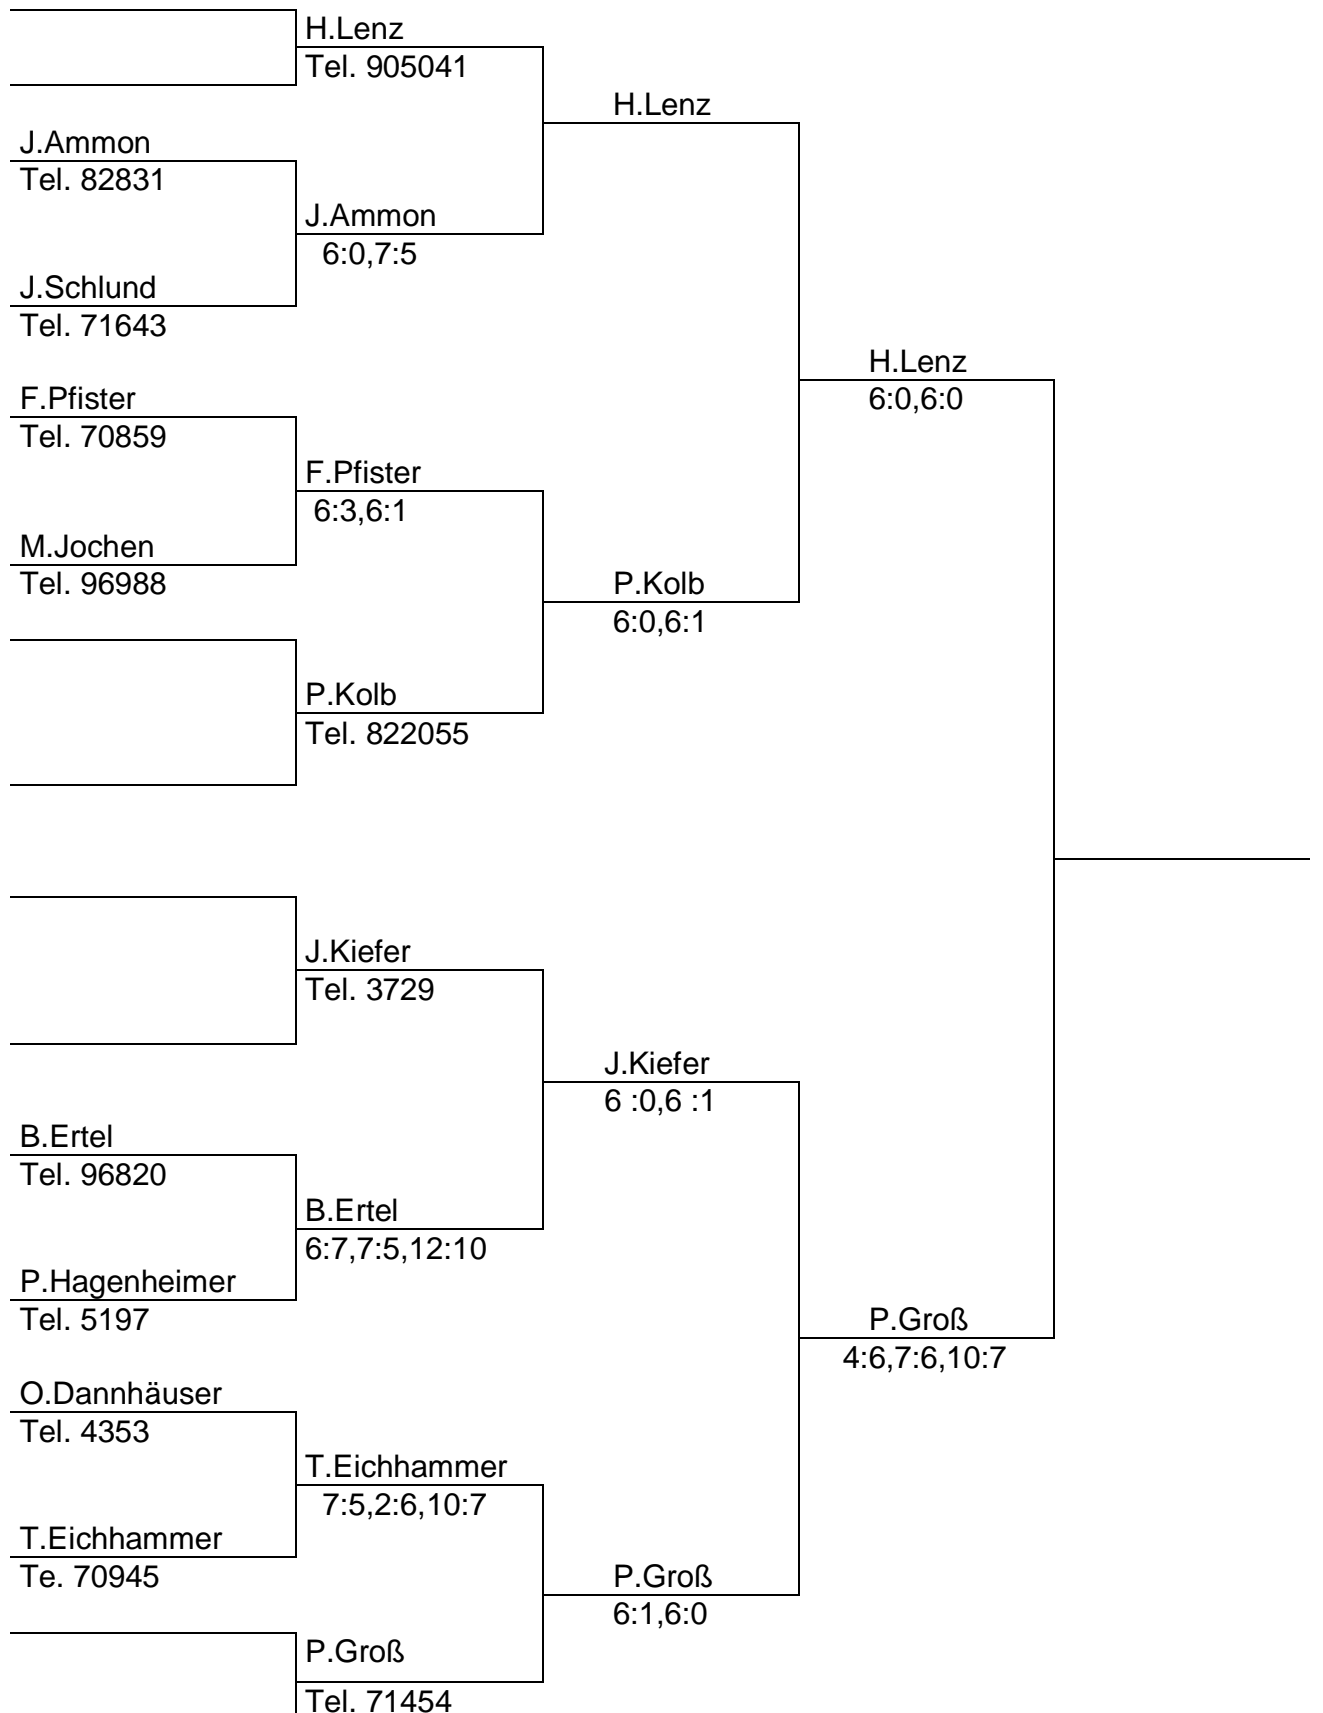 H.Lenz
Tel. 905041
H.Lenz
J.Ammon
Tel. 82831
J.Ammon
6:0,7:5
J.Schlund
Tel. 71643
H.Lenz
6:0,6:0
F.Pfister
Tel. 70859
F.Pfister
6:3,6:1
M.Jochen
Tel. 96988
P.Kolb
6:0,6:1
P.Kolb
Tel. 822055
J.Kiefer
Tel. 3729
J.Kiefer
6 :0,6 :1
B.Ertel
Tel. 96820
B.Ertel
6:7,7:5,12:10
P.Hagenheimer
Tel. 5197
P.Groß
4:6,7:6,10:7
O.Dannhäuser
Tel. 4353
T.Eichhammer
7:5,2:6,10:7
T.Eichhammer
Te. 70945
P.Groß
6:1,6:0
P.Groß
Tel. 71454